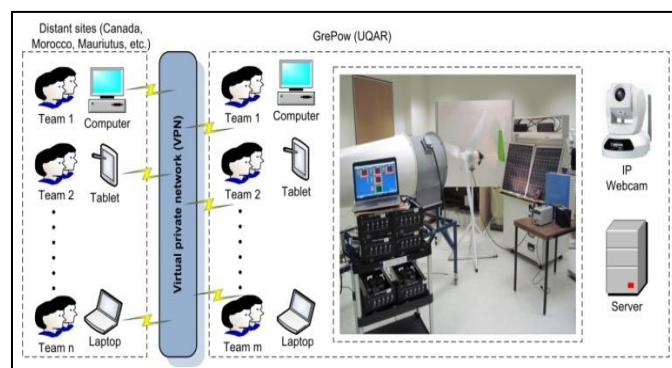 Distant sites (Canada,
Morocco, Mauriutus, etc.)
GrePow (UQAR)
Team 1
Computer
Team 2
Tablet
Team n
Laptop
Virtual private network (VPN)
Team 1
Computer
Team 2
Tablet
Team m
Laptop
IP
Webcam
Server